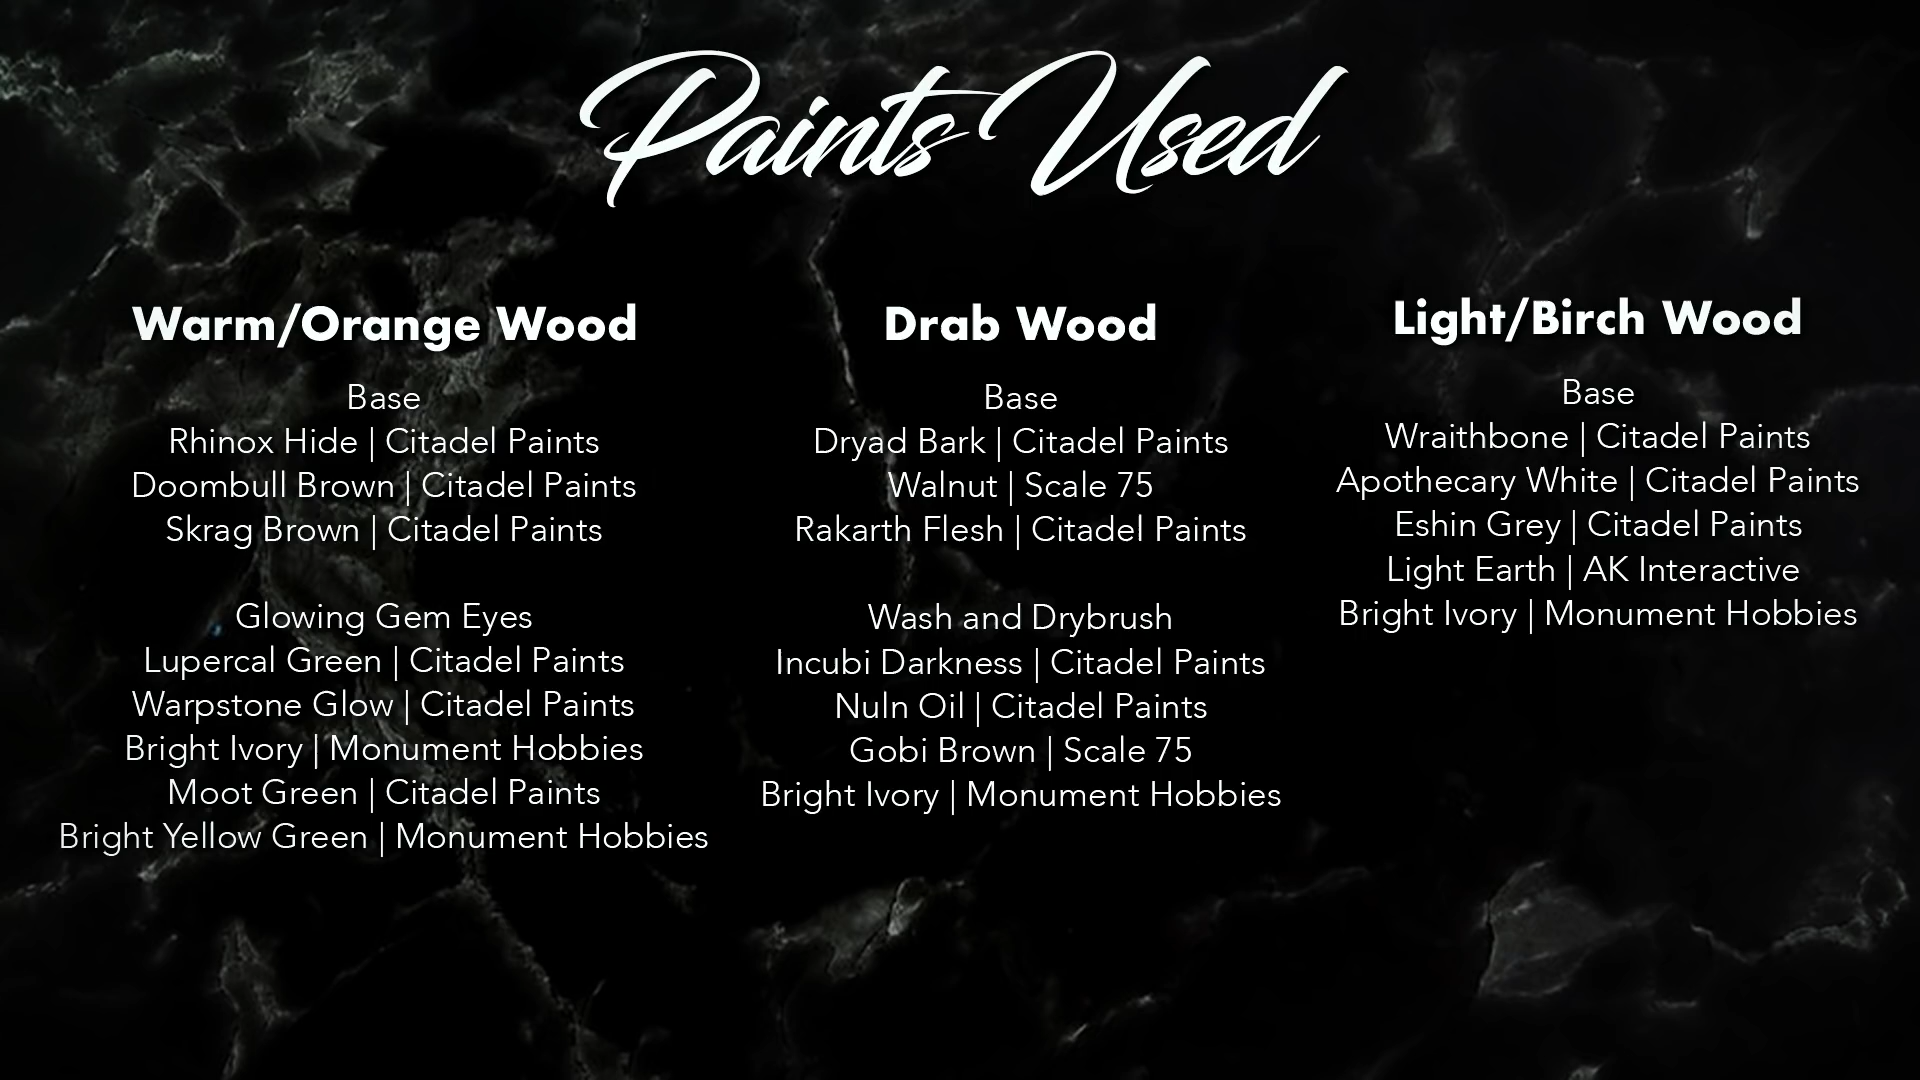 Paints Used
Warm/Orange Wood
Base
Rhinox Hide | Citadel Paints
Doombull Brown | Citadel Paints
Skrag Brown | Citadel Paints
Glowing Gem Eyes
Lupercal Green | Citadel Paints
Warpstone Glow | Citadel Paints
Bright Ivory | Monument Hobbies
Moot Green | Citadel Paints
Bright Yellow Green | Monument Hobbies
Drab Wood
Base
Dryad Bark | Citadel Paints
Walnut | Scale 75
Rakarth Flesh | Citadel Paints
Wash and Drybrush
Incubi Darkness | Citadel Paints
Nuln Oil | Citadel Paints
Gobi Brown | Scale 75
Bright Ivory | Monument Hobbies
Light/Birch Wood
Base
Wraithbone | Citadel Paints
Apothecary White | Citadel Paints
Eshin Grey | Citadel Paints
Light Earth | AK Interactive
Bright Ivory | Monument Hobbies